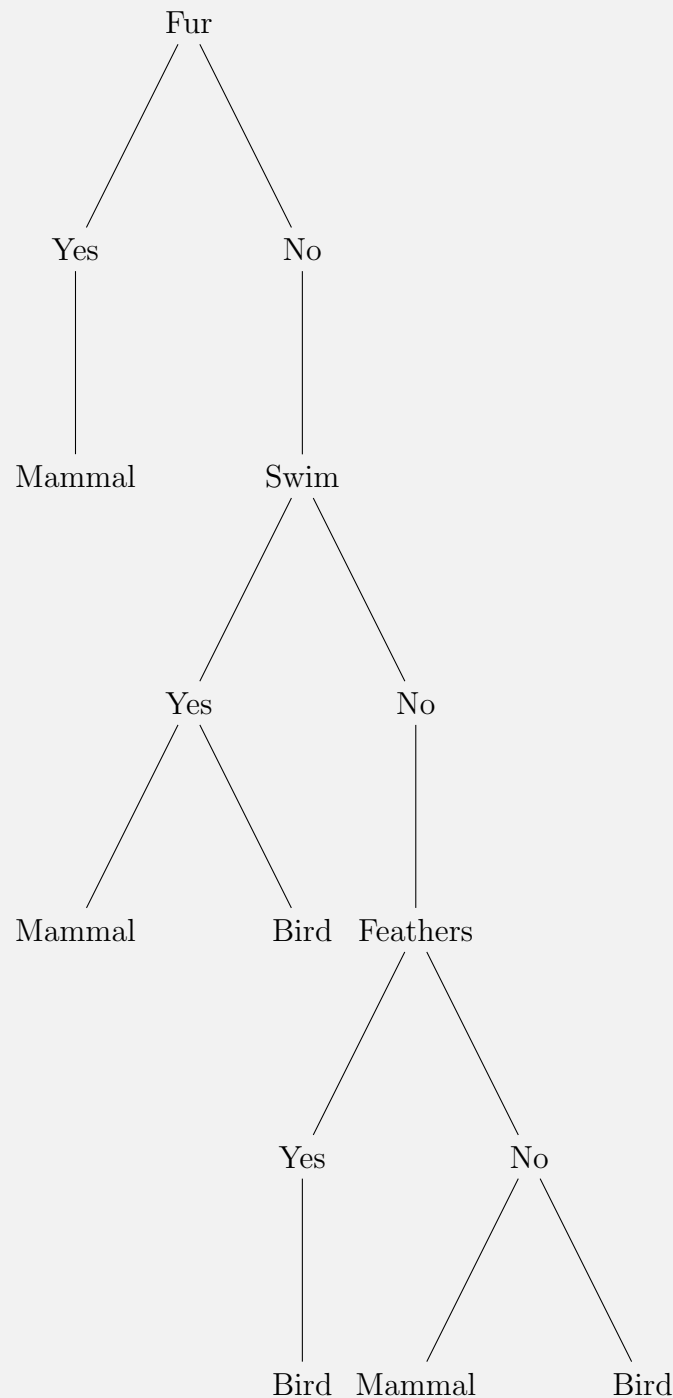 Fur
Yes No
Mammal Swim
Yes No
Mammal Bird Feathers
Yes No
Bird Mammal Bird